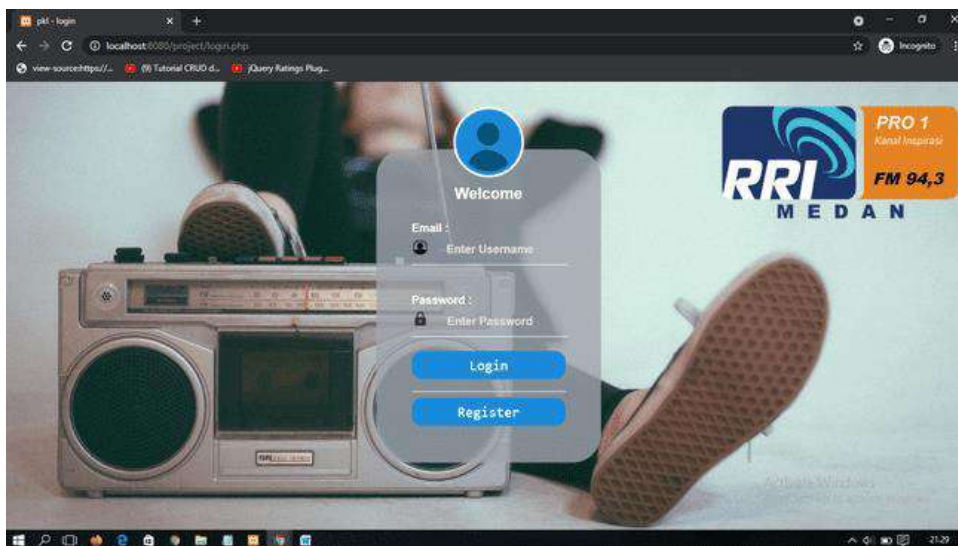 pkl - login
Incognito
localhost:8080/project/login.php
view-source:https://...
(9) Tutorial CRUD d...
jQuery Ratings Plug...
PRO 1
Kanal Inspirasi
RRI
FM 94,3
MEDAN
Welcome
Email :
Enter Username
Password :
Enter Password
Login
Register
Activate Windows
21.29